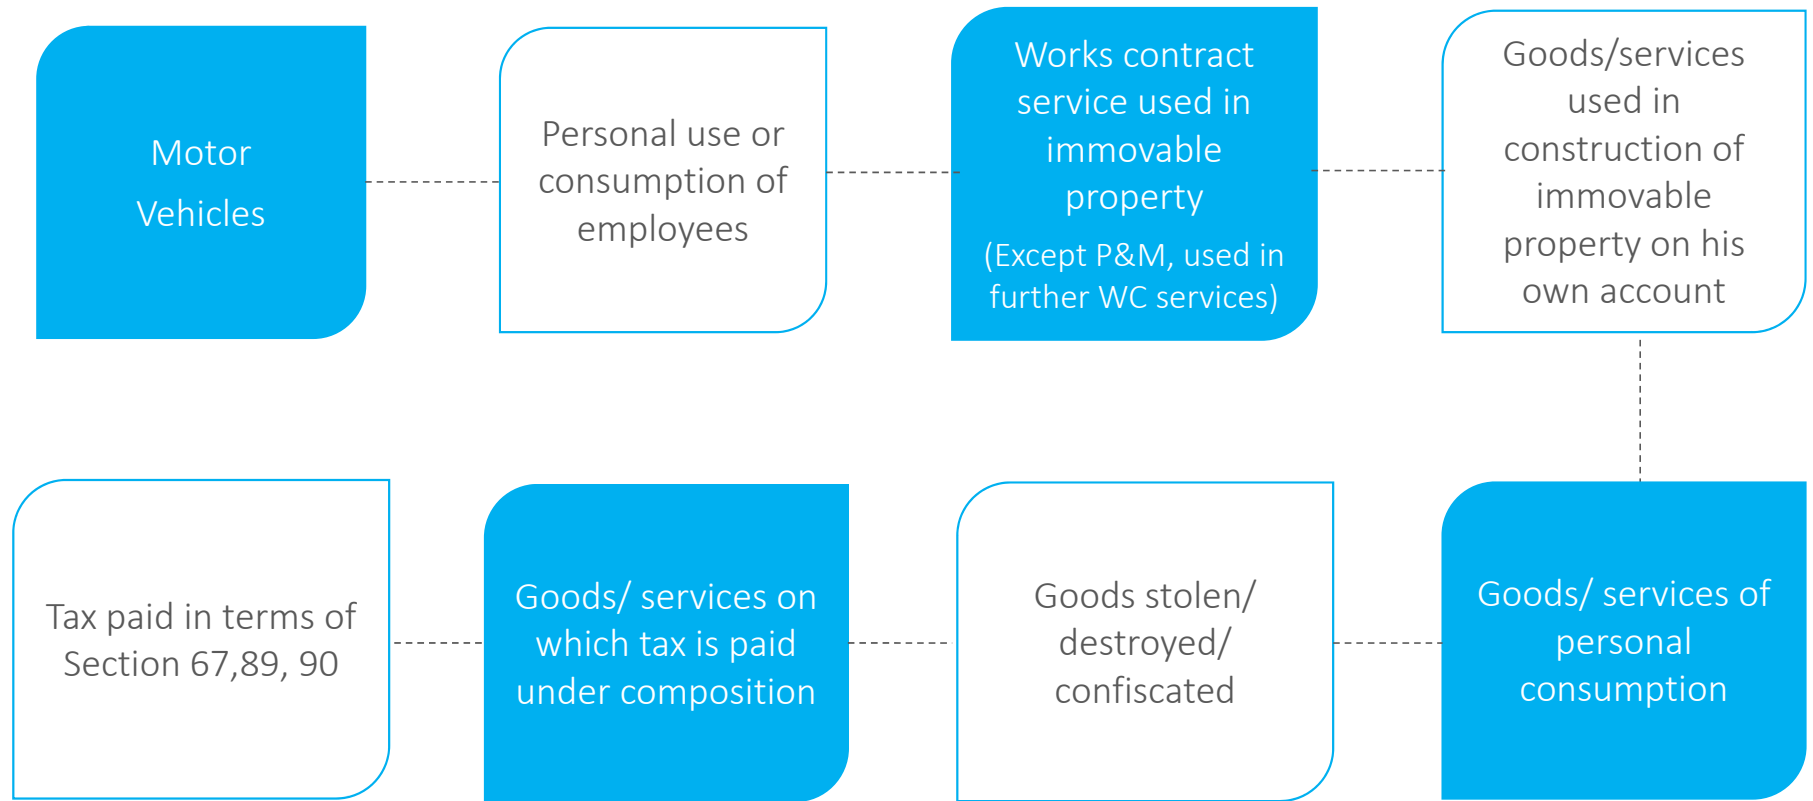 Motor
Vehicles
Personal use or
consumption of
employees
Works contract
service used in
immovable
property
(Except P&M, used in
further WC services)
Goods/services
used in
construction of
immovable
property on his
own account
Tax paid in terms of
Section 67,89, 90
Goods/ services on
which tax is paid
under composition
Goods stolen/
destroyed/
confiscated
Goods/ services of
personal
consumption